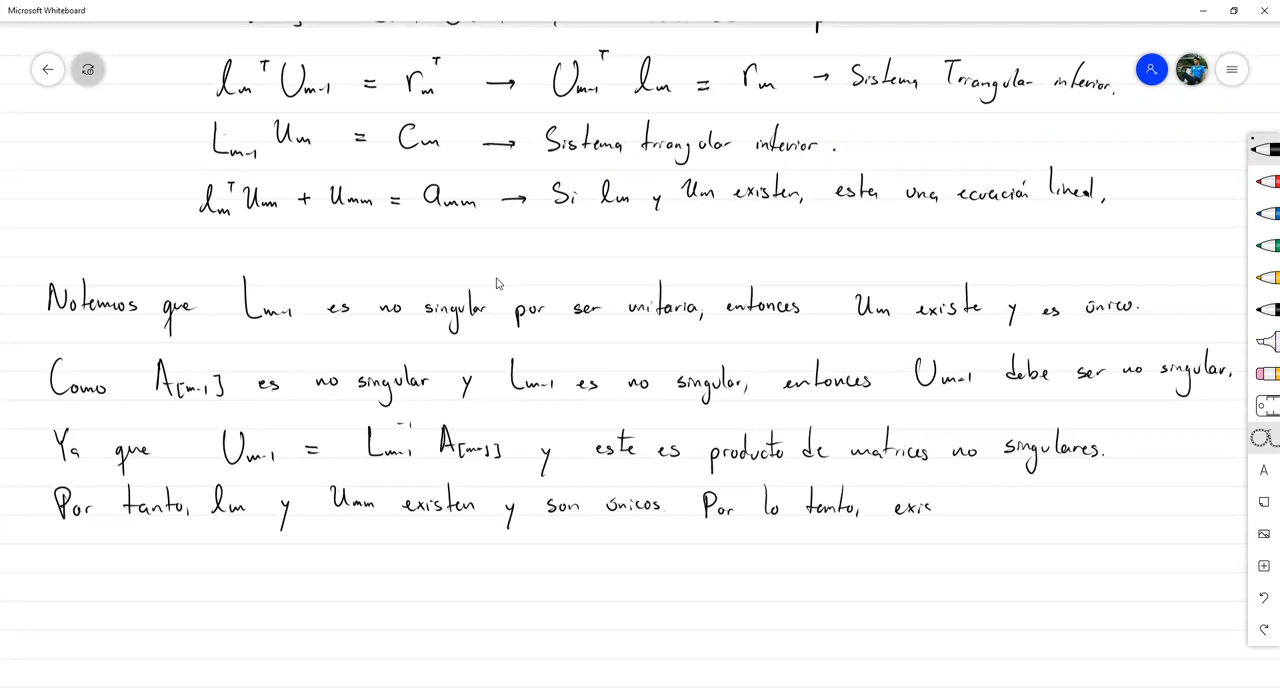 Microsoft Whiteboard
lₘᵀ Uₘ₋₁ = rₘᵀ → Uₘ₋₁ᵀ lₘ = rₘ → Sistema Triangular inferior.
Lₘ₋₁ Uₘ = Cₘ → Sistema triangular inferior.
lₘᵀ Uₘ + Uₘₘ = aₘₘ → Si lₘ y Uₘ existen, esta una ecuación lineal,
Notemos que Lₘ₋₁ es no singular por ser unitaria, entonces Uₘ existe y es único.
Como A[m-1] es no singular y Lₘ₋₁ es no singular, entonces Uₘ₋₁ debe ser no singular,
Ya que Uₘ₋₁ = Lₘ₋₁⁻¹ A[m-1] y este es producto de matrices no singulares.
Por tanto, lₘ y Uₘₘ existen y son únicos. Por lo tanto, exis
A